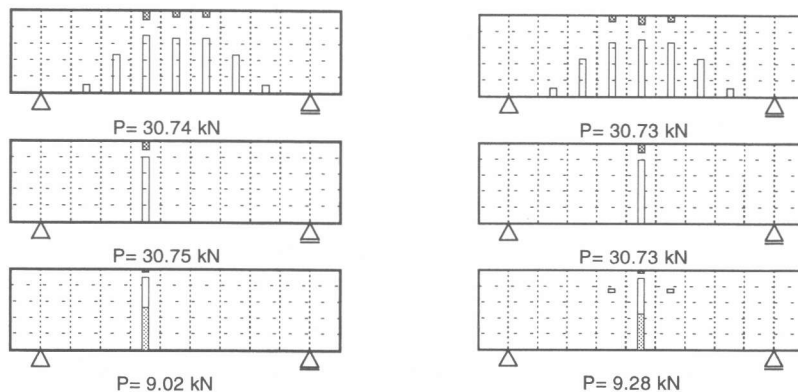 P= 30.74 kN
P= 30.73 kN
P= 30.75 kN
P= 30.73 kN
P= 9.02 kN
P= 9.28 kN